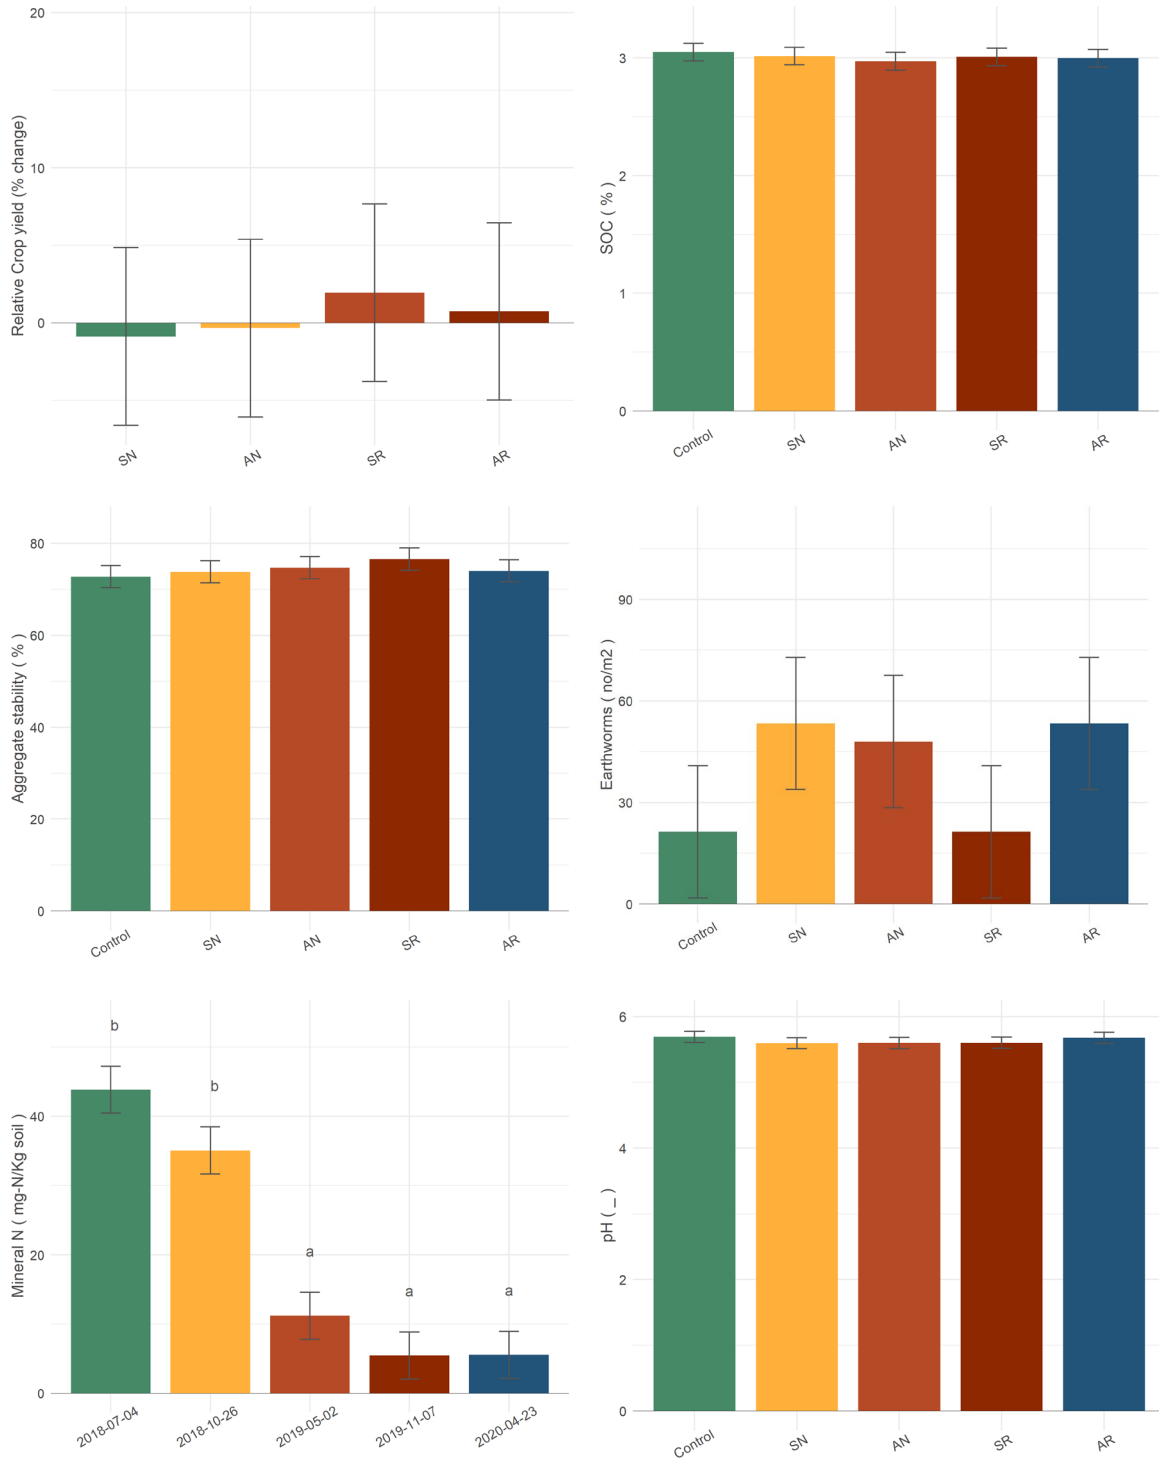 Relative Crop yield (% change)
20
10
0
SN
AN
SR
AR
SOC ( % )
3
2
1
0
Control
SN
AN
SR
AR
Aggregate stability ( % )
80
60
40
20
0
Control
SN
AN
SR
AR
Earthworms ( no/m2 )
90
60
30
0
Control
SN
AN
SR
AR
Mineral N ( mg-N/Kg soil )
40
20
0
b
b
a
a
a
2018-07-04
2018-10-26
2019-05-02
2019-11-07
2020-04-23
pH ( _ )
6
4
2
0
Control
SN
AN
SR
AR